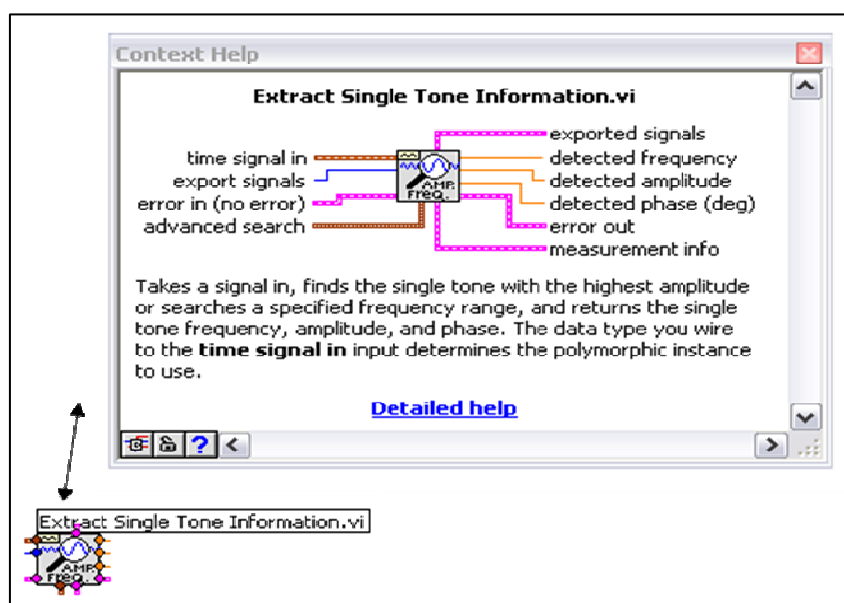 Context Help
Extract Single Tone Information.vi
exported signals
time signal in
detected frequency
export signals
detected amplitude
error in (no error)
detected phase (deg)
advanced search
error out
measurement info
AMP.
Freq.
Takes a signal in, finds the single tone with the highest amplitude
or searches a specified frequency range, and returns the single
tone frequency, amplitude, and phase. The data type you wire
to the time signal in input determines the polymorphic instance
to use.
Detailed help
?
Extract Single Tone Information.vi
AMP.
Freq.